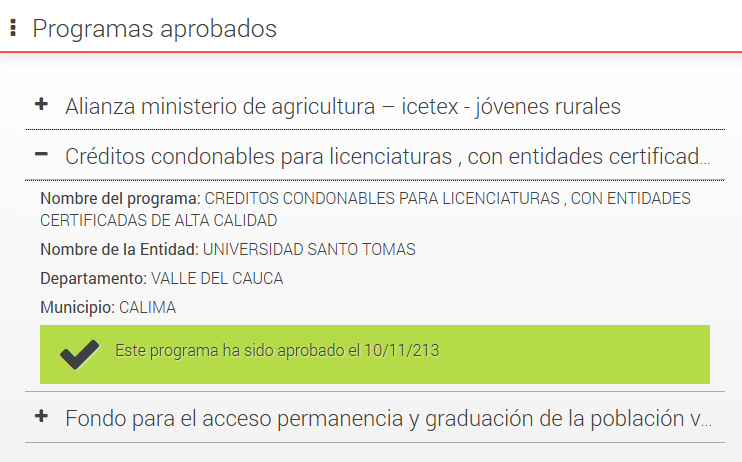 Programas aprobados
Alianza ministerio de agricultura – icetex - jóvenes rurales
Créditos condonables para licenciaturas , con entidades certificad...
Nombre del programa: CREDITOS CONDONABLES PARA LICENCIATURAS , CON ENTIDADES
CERTIFICADAS DE ALTA CALIDAD
Nombre de la Entidad: UNIVERSIDAD SANTO TOMAS
Departamento: VALLE DEL CAUCA
Municipio: CALIMA
Este programa ha sido aprobado el 10/11/213
Fondo para el acceso permanencia y graduación de la población v...